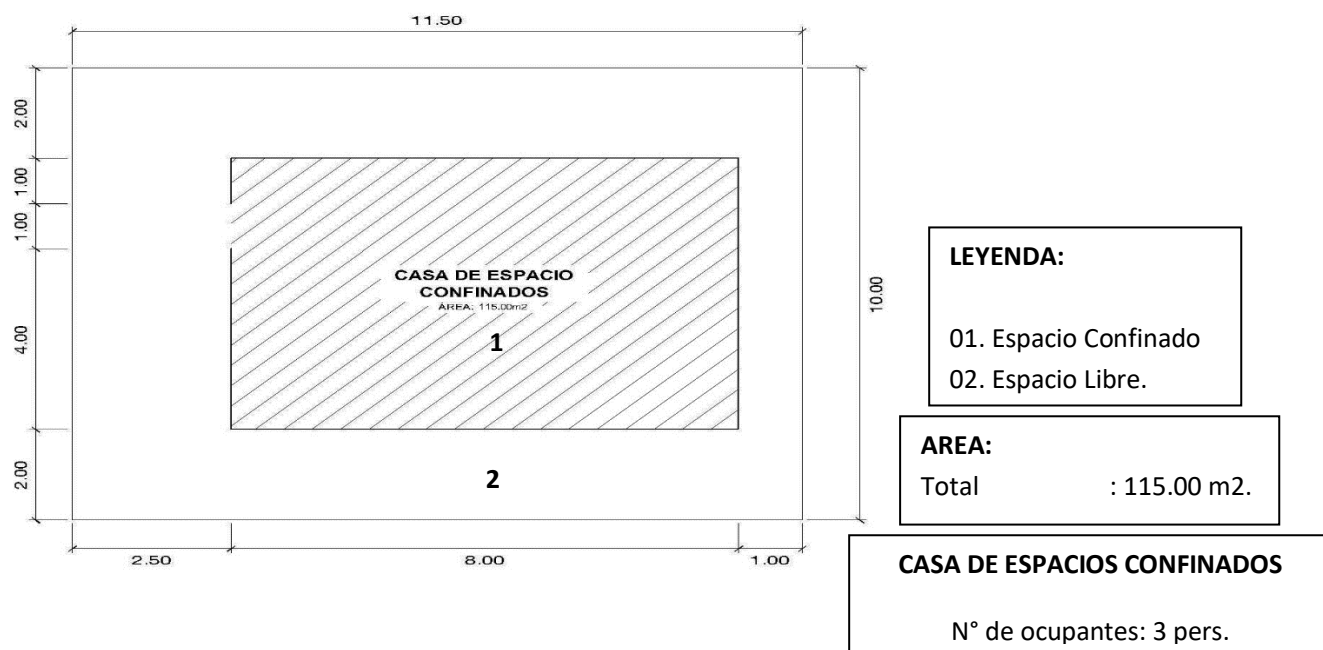 11.50
2.00
1.00
1.00
4.00
2.00
10.00
CASA DE ESPACIO
CONFINADOS
ÁREA: 115.00m2
1
2
2.50
8.00
1.00
LEYENDA:
01. Espacio Confinado
02. Espacio Libre.
AREA:
Total : 115.00 m2.
CASA DE ESPACIOS CONFINADOS
N° de ocupantes: 3 pers.